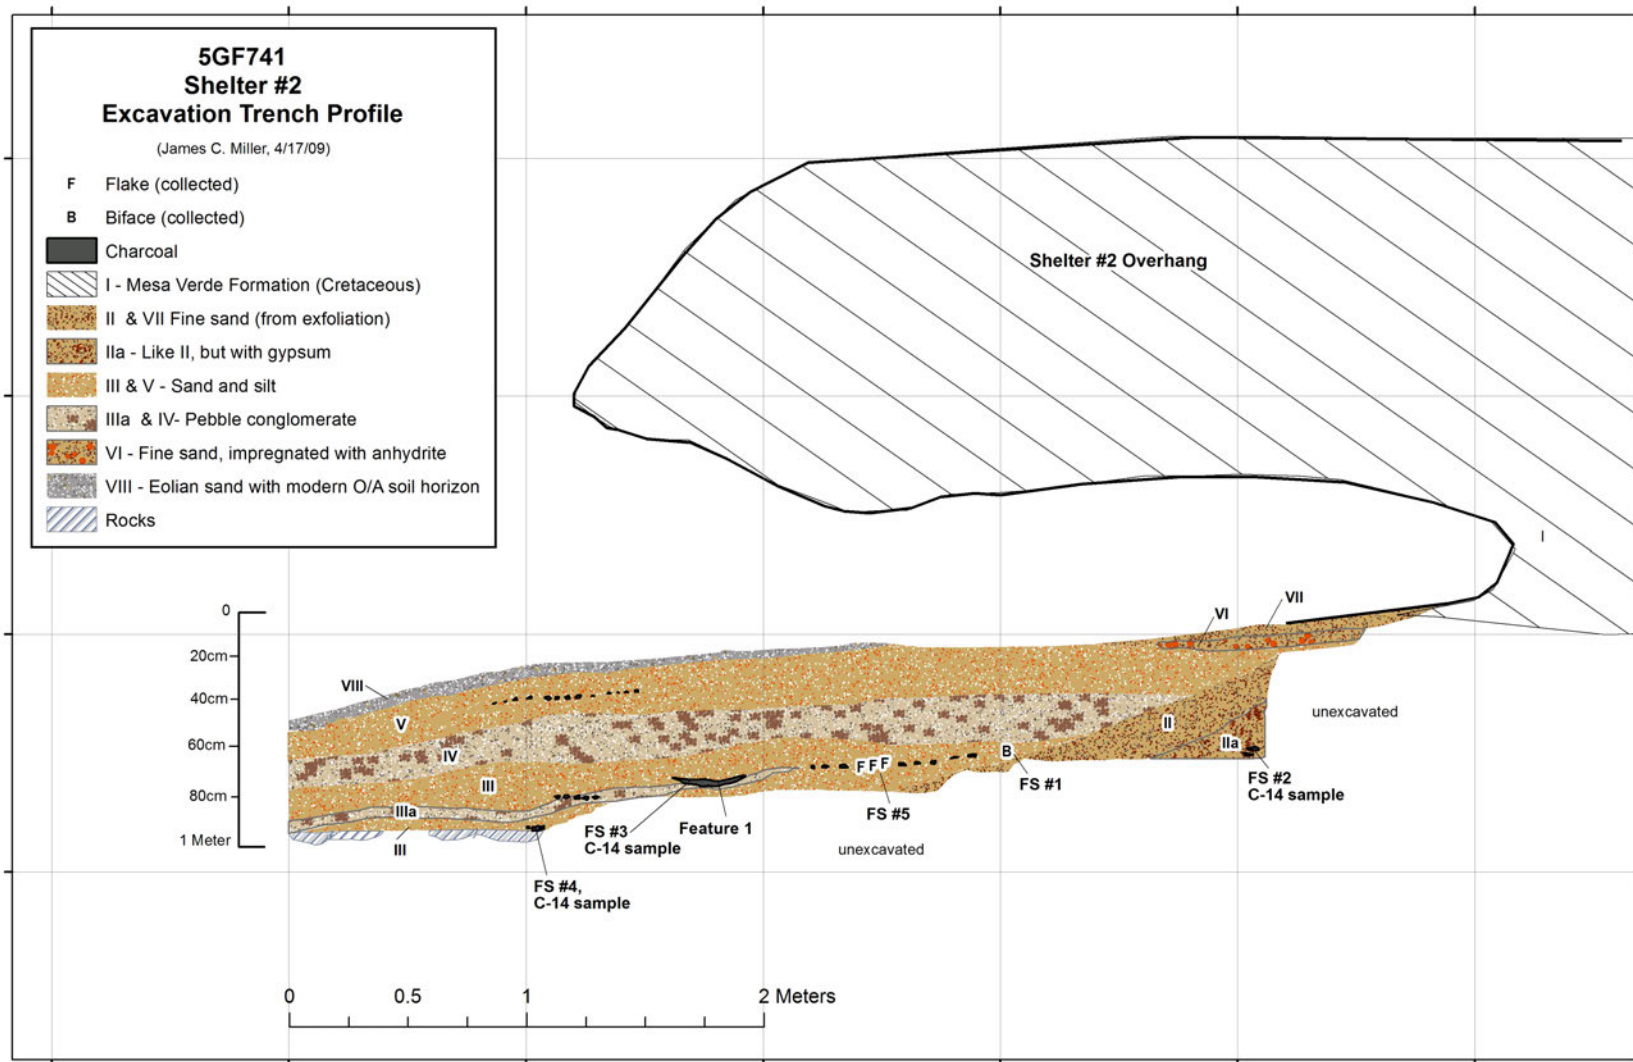 5GF741
Shelter #2
Excavation Trench Profile
(James C. Miller, 4/17/09)
F Flake (collected)
B Biface (collected)
Charcoal
I - Mesa Verde Formation (Cretaceous)
II & VII Fine sand (from exfoliation)
IIa - Like II, but with gypsum
III & V - Sand and silt
IIIa & IV- Pebble conglomerate
VI - Fine sand, impregnated with anhydrite
VIII - Eolian sand with modern O/A soil horizon
Rocks
Shelter #2 Overhang
I
0
20cm
40cm
60cm
80cm
1 Meter
VI
VII
VIII
V
IV
III
IIIa
III
II
IIa
B
F F F
unexcavated
FS #1
FS #2
C-14 sample
FS #5
FS #3
C-14 sample
Feature 1
unexcavated
FS #4,
C-14 sample
0 0.5 1 2 Meters